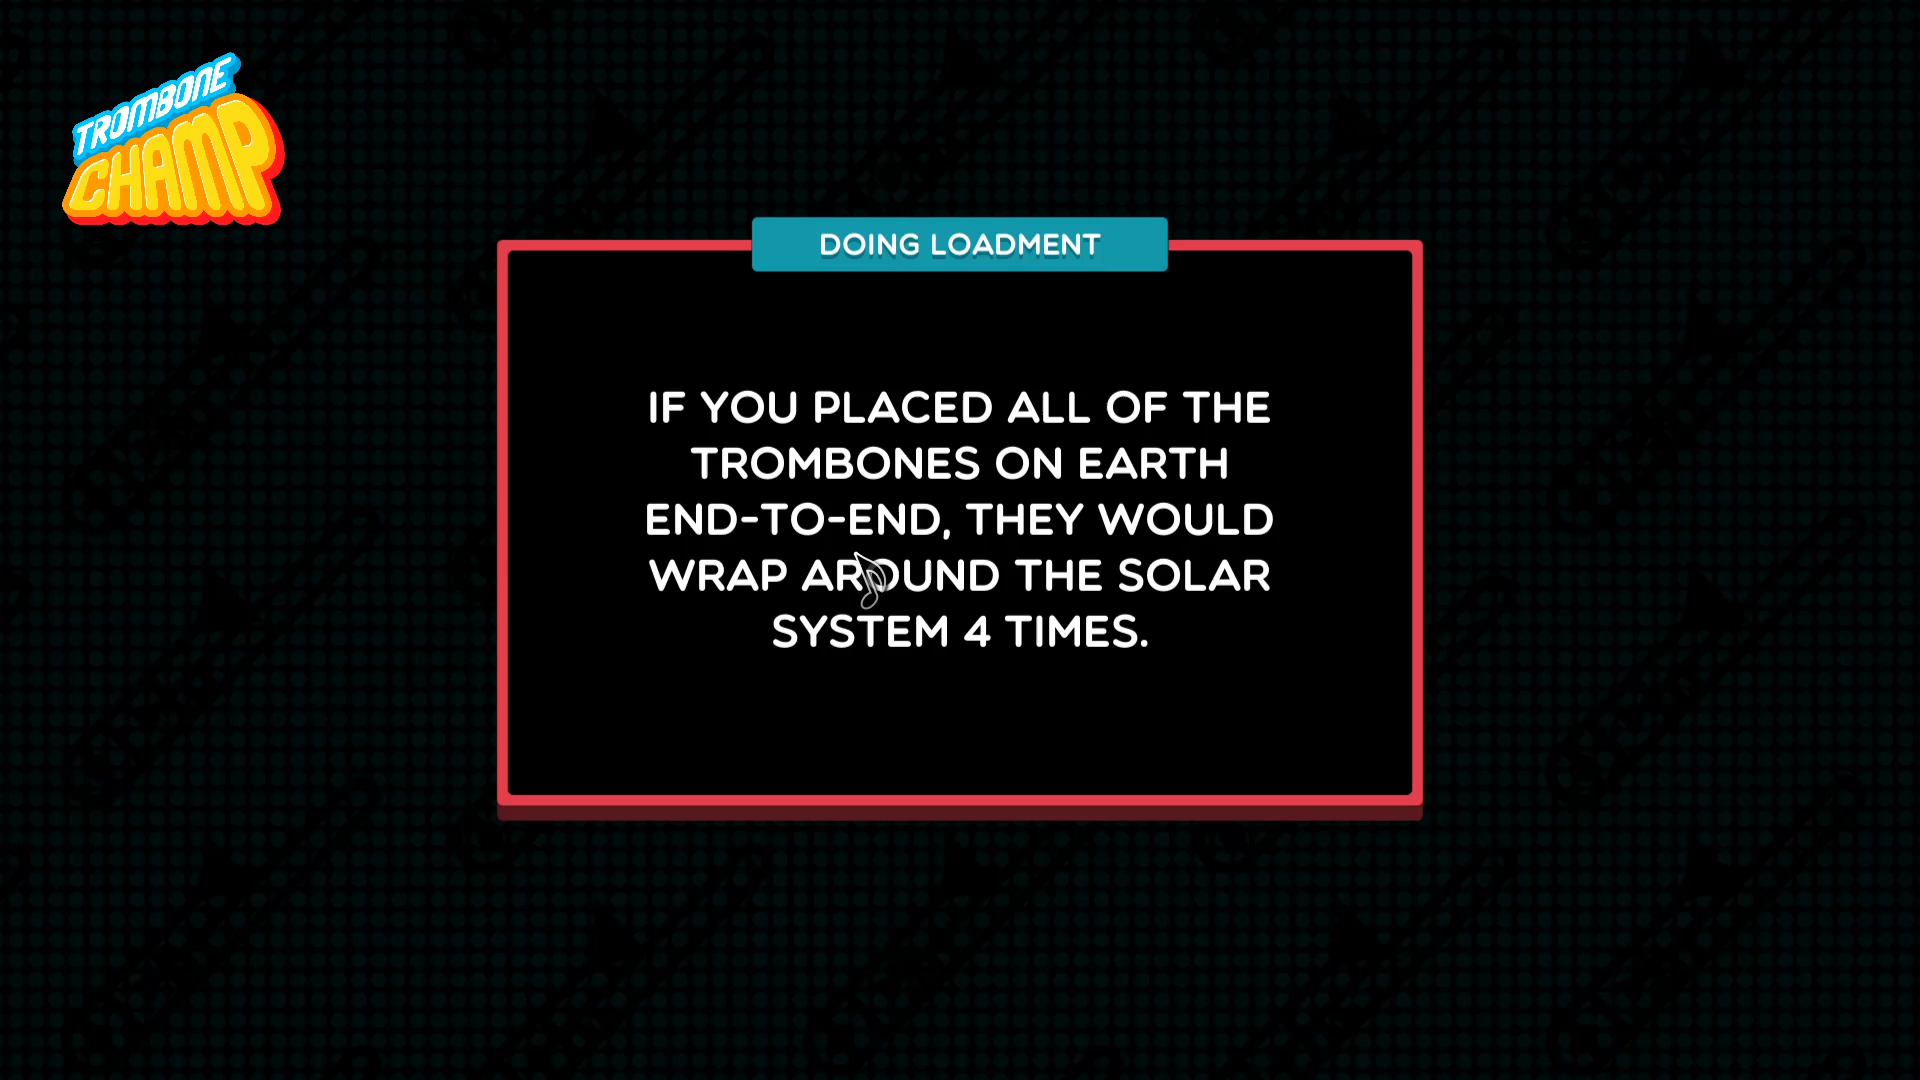 TROMBONE
CHAMP
DOING LOADMENT
IF YOU PLACED ALL OF THE
TROMBONES ON EARTH
END-TO-END, THEY WOULD
WRAP AROUND THE SOLAR
SYSTEM 4 TIMES.